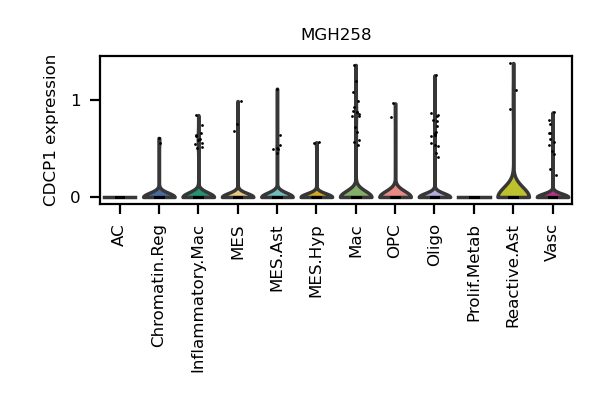 MGH258
CDCP1 expression
1
0
AC
Chromatin.Reg
Inflammatory.Mac
MES
MES.Ast
MES.Hyp
Mac
OPC
Oligo
Prolif.Metab
Reactive.Ast
Vasc